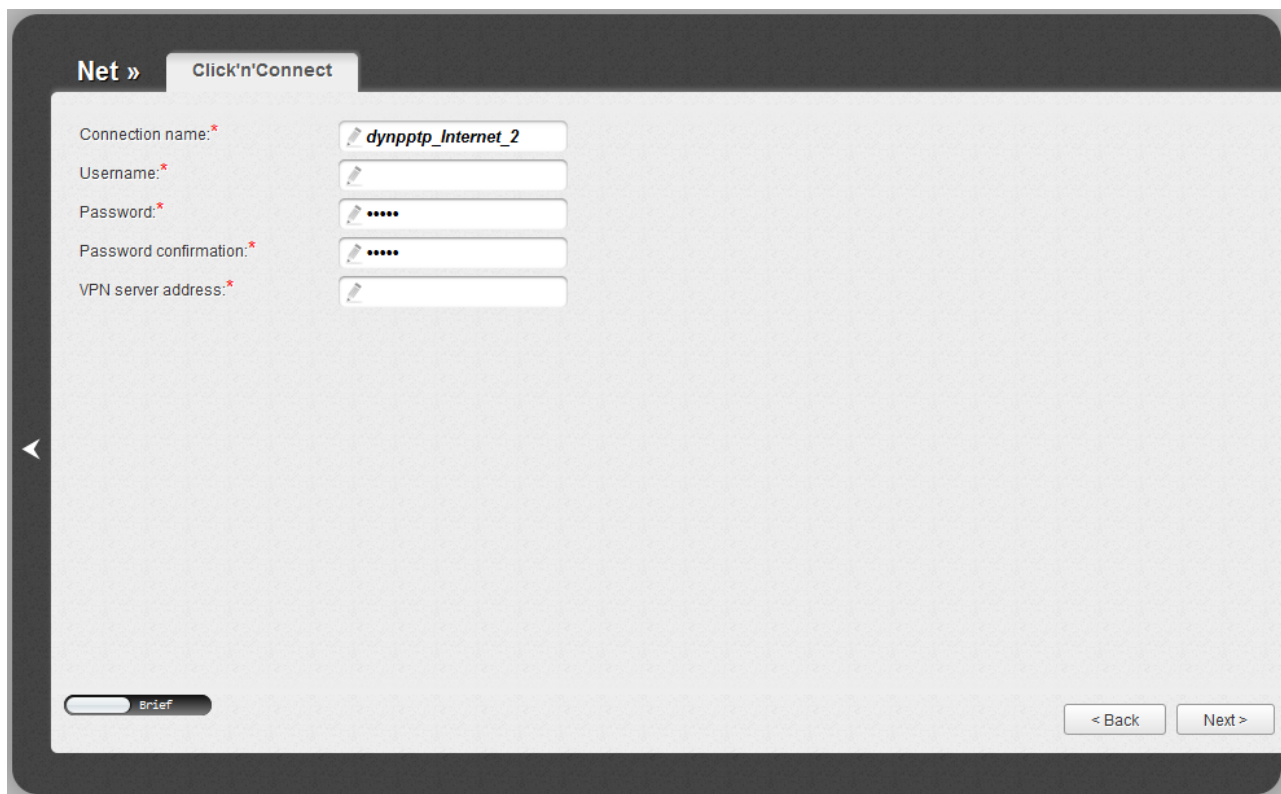 Net »
Click'n'Connect
Connection name:* dynpptp_Internet_2
Username:*
Password:* •••••
Password confirmation:* •••••
VPN server address:*
Brief
< Back Next >